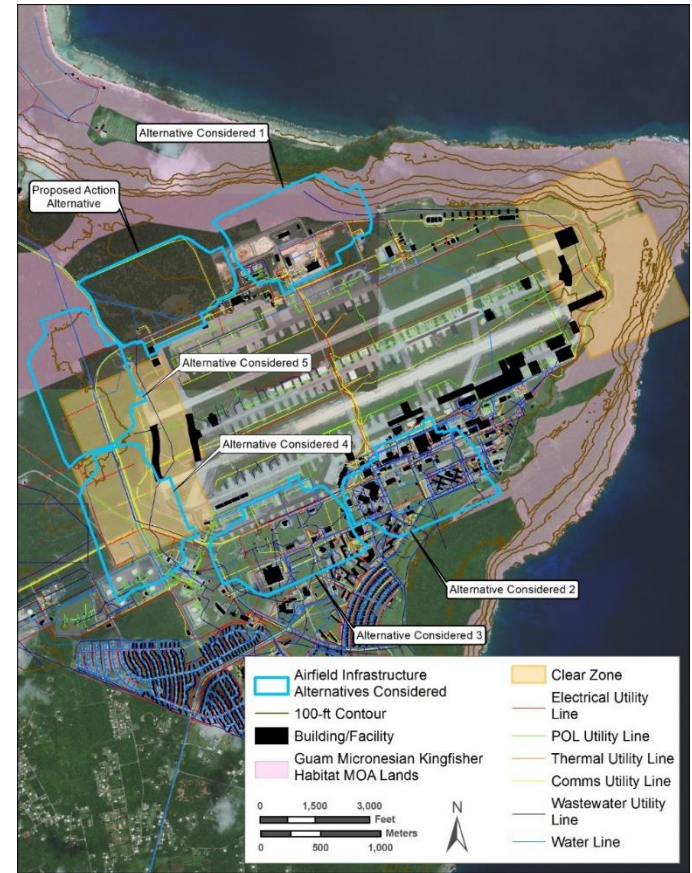 Alternative Considered 1
Proposed Action
Alternative
Alternative Considered 5
Alternative Considered 4
Alternative Considered 2
Alternative Considered 3
Airfield Infrastructure
Alternatives Considered
100-ft Contour
Building/Facility
Guam Micronesian Kingfisher
Habitat MOA Lands
0 1,500 3,000
Feet
Meters
0 500 1,000
N
Clear Zone
Electrical Utility
Line
POL Utility Line
Thermal Utility Line
Comms Utility Line
Wastewater Utility
Line
Water Line